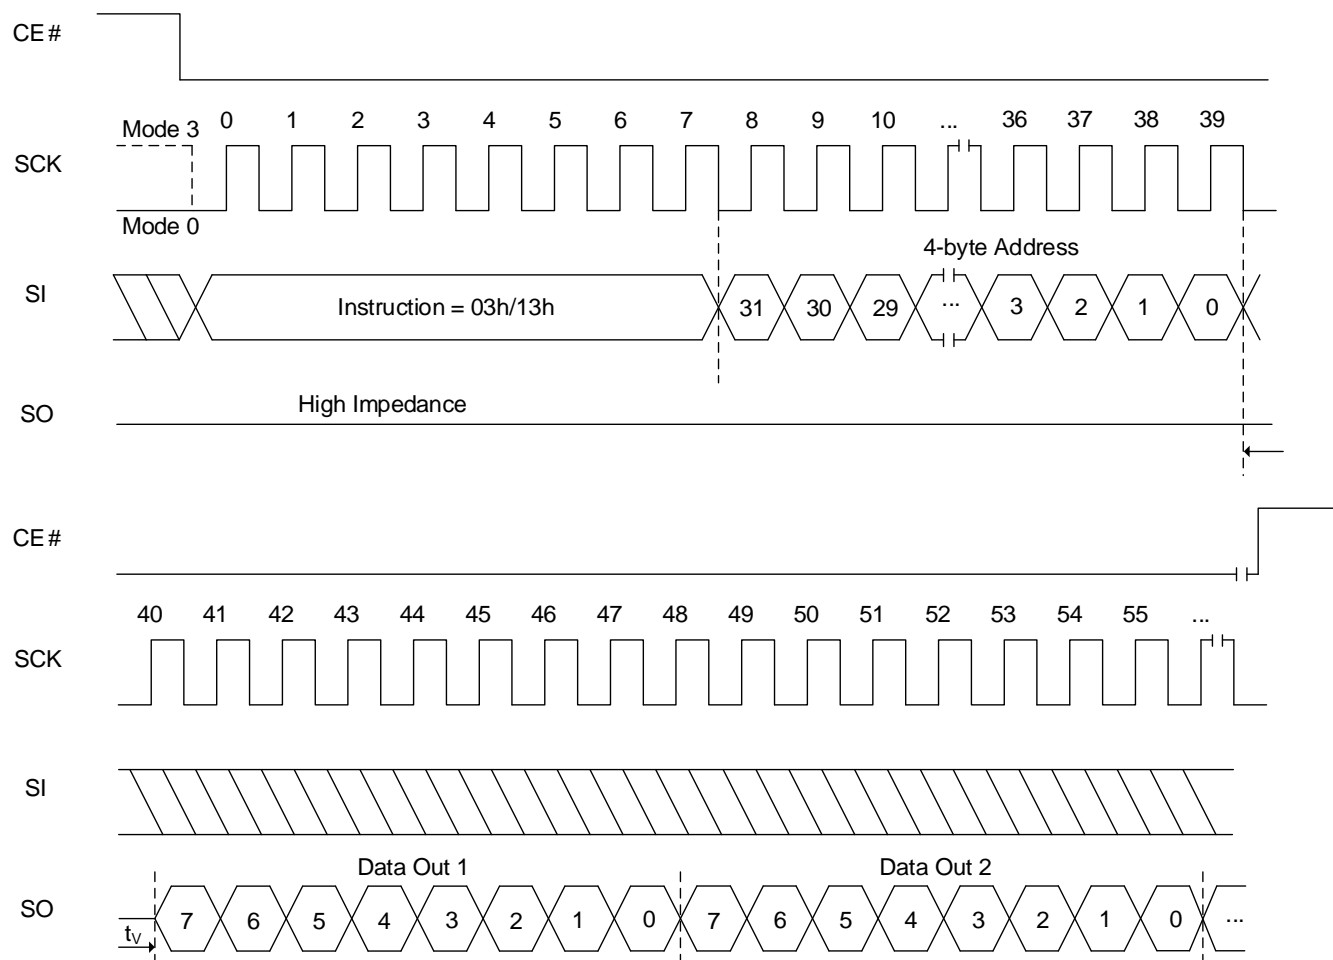 CE#
Mode 3 0 1 2 3 4 5 6 7 8 9 10 ... 36 37 38 39
SCK
Mode 0
4-byte Address
SI
Instruction = 03h/13h 31 30 29 ... 3 2 1 0
High Impedance
SO
CE#
40 41 42 43 44 45 46 47 48 49 50 51 52 53 54 55 ...
SCK
SI
Data Out 1 Data Out 2
SO
7 6 5 4 3 2 1 0 7 6 5 4 3 2 1 0 ...
tV